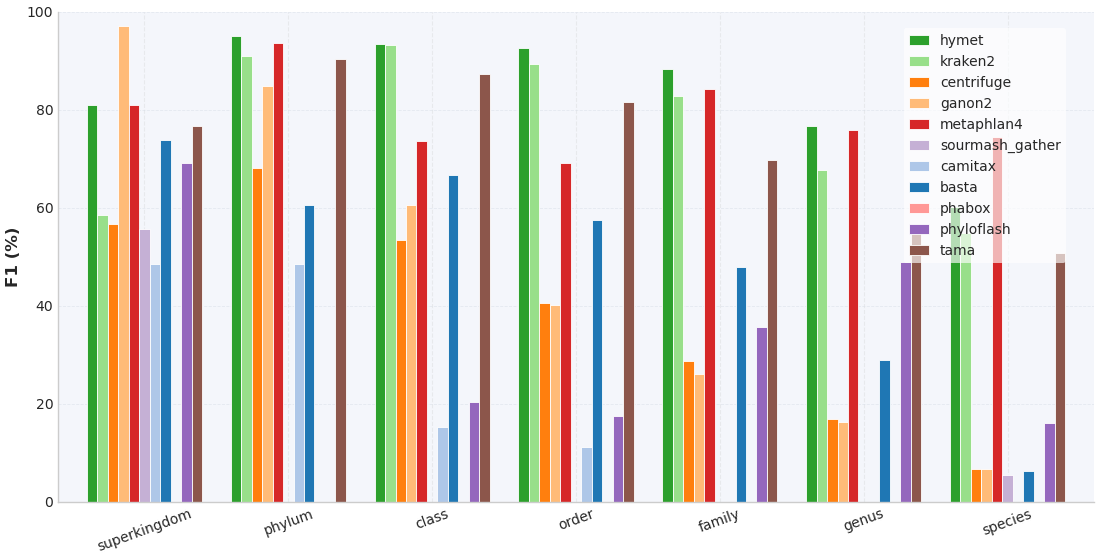 100
80
60
40
20
0
F1 (%)
hymet
kraken2
centrifuge
ganon2
metaphlan4
sourmash_gather
camitax
basta
phabox
phyloflash
tama
superkingdom
phylum
class
order
family
genus
species